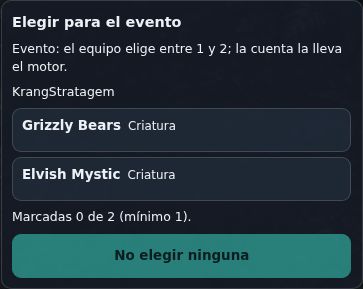 Elegir para el evento
Evento: el equipo elige entre 1 y 2; la cuenta la lleva
el motor.
KrangStratagem
Grizzly Bears Criatura
Elvish Mystic Criatura
Marcadas 0 de 2 (mínimo 1).
No elegir ninguna